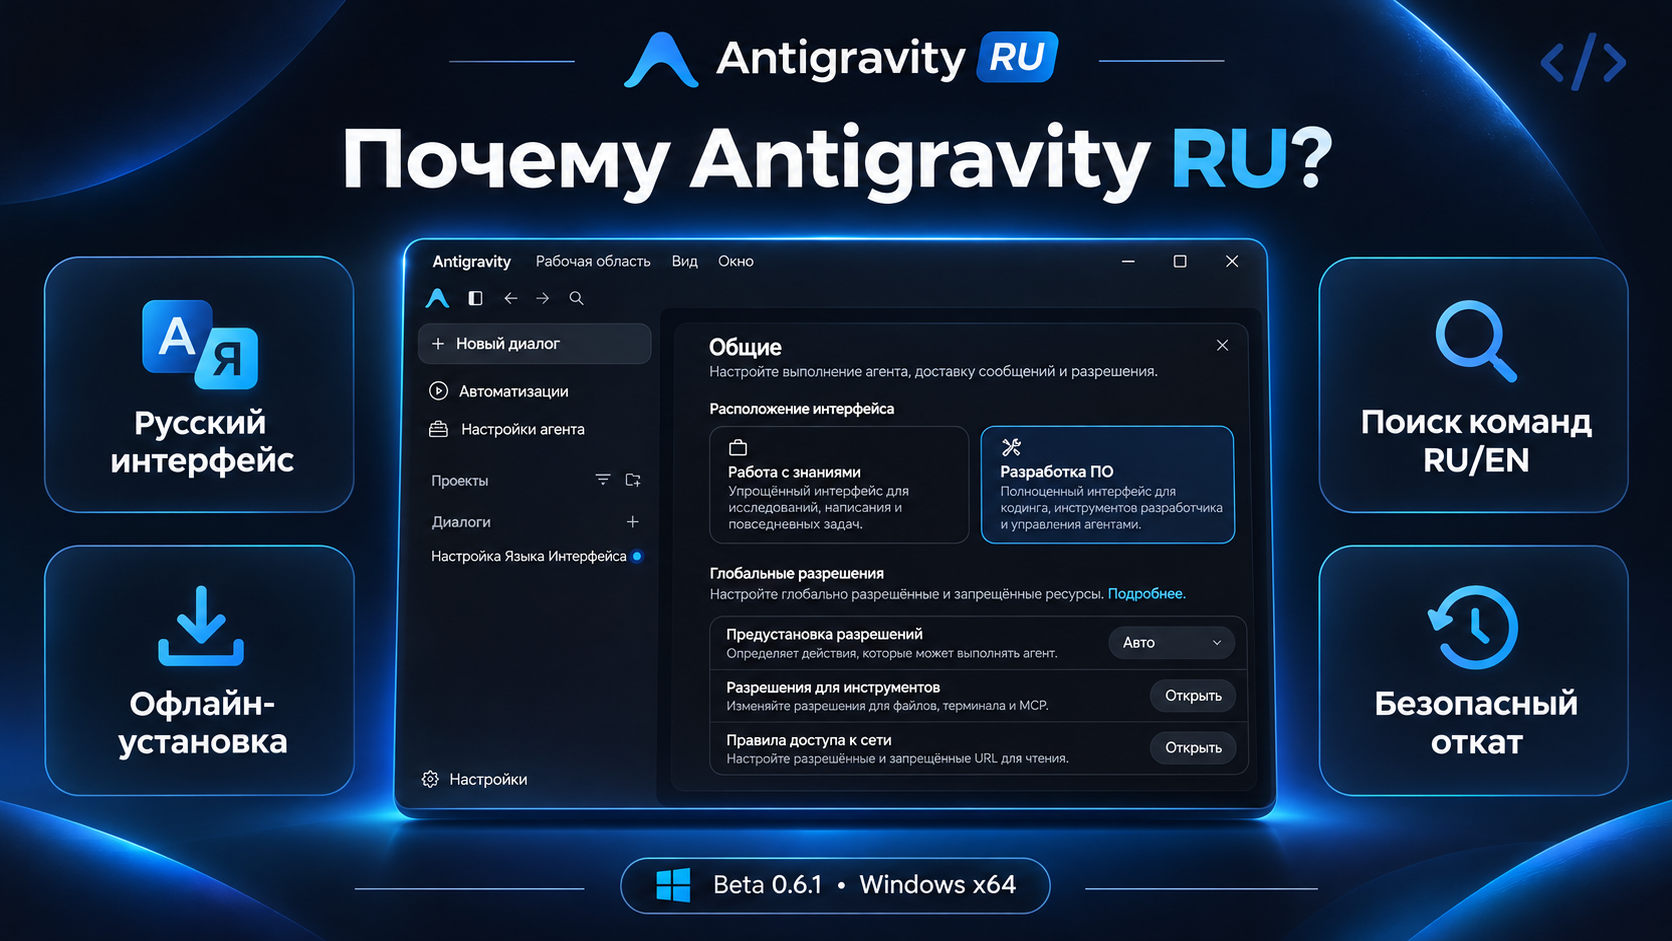 Antigravity RU
Почему Antigravity RU?
A Я
Русский
интерфейс
Офлайн-
установка
Antigravity Рабочая область Вид Окно
+ Новый диалог
Автоматизации
Настройки агента
Проекты
Диалоги +
Настройка Языка Интерфейса
Настройки
Общие
Настройте выполнение агента, доставку сообщений и разрешения.
Расположение интерфейса
Работа с знаниями
Упрощённый интерфейс для
исследований, написания и
повседневных задач.
Разработка ПО
Полноценный интерфейс для
кодинга, инструментов разработчика
и управления агентами.
Глобальные разрешения
Настройте глобально разрешённые и запрещённые ресурсы. Подробнее.
Предустановка разрешений
Определяет действия, которые может выполнять агент.
Авто
Разрешения для инструментов
Изменяйте разрешения для файлов, терминала и MCP.
Открыть
Правила доступа к сети
Настройте разрешённые и запрещённые URL для чтения.
Открыть
</>
Поиск команд
RU/EN
Безопасный
откат
Beta 0.6.1 • Windows x64